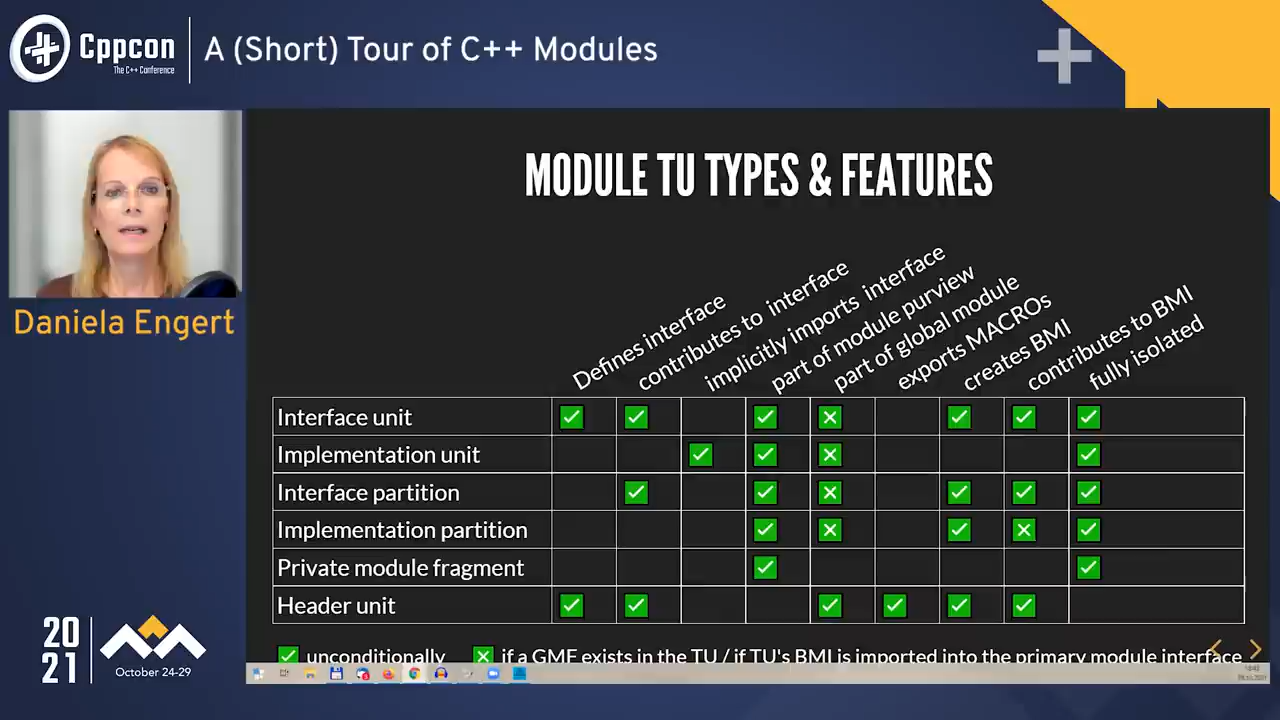 Cppcon
The C++ Conference
A (Short) Tour of C++ Modules
Daniela Engert
20
21
October 24-29
MODULE TU TYPES & FEATURES
Defines interface
contributes to interface
implicitly imports interface
part of module purview
part of global module
exports MACROs
creates BMI
contributes to BMI
fully isolated
Interface unit ✓ ✓ ✓ ✕ ✓ ✓ ✓
Implementation unit ✓ ✓ ✕ ✓
Interface partition ✓ ✓ ✕ ✓ ✓ ✓
Implementation partition ✓ ✕ ✓ ✕ ✓
Private module fragment ✓ ✓
Header unit ✓ ✓ ✓ ✓ ✓ ✓
✓ unconditionally ✕ if a GMF exists in the TU / if TU's BMI is imported into the primary module interface